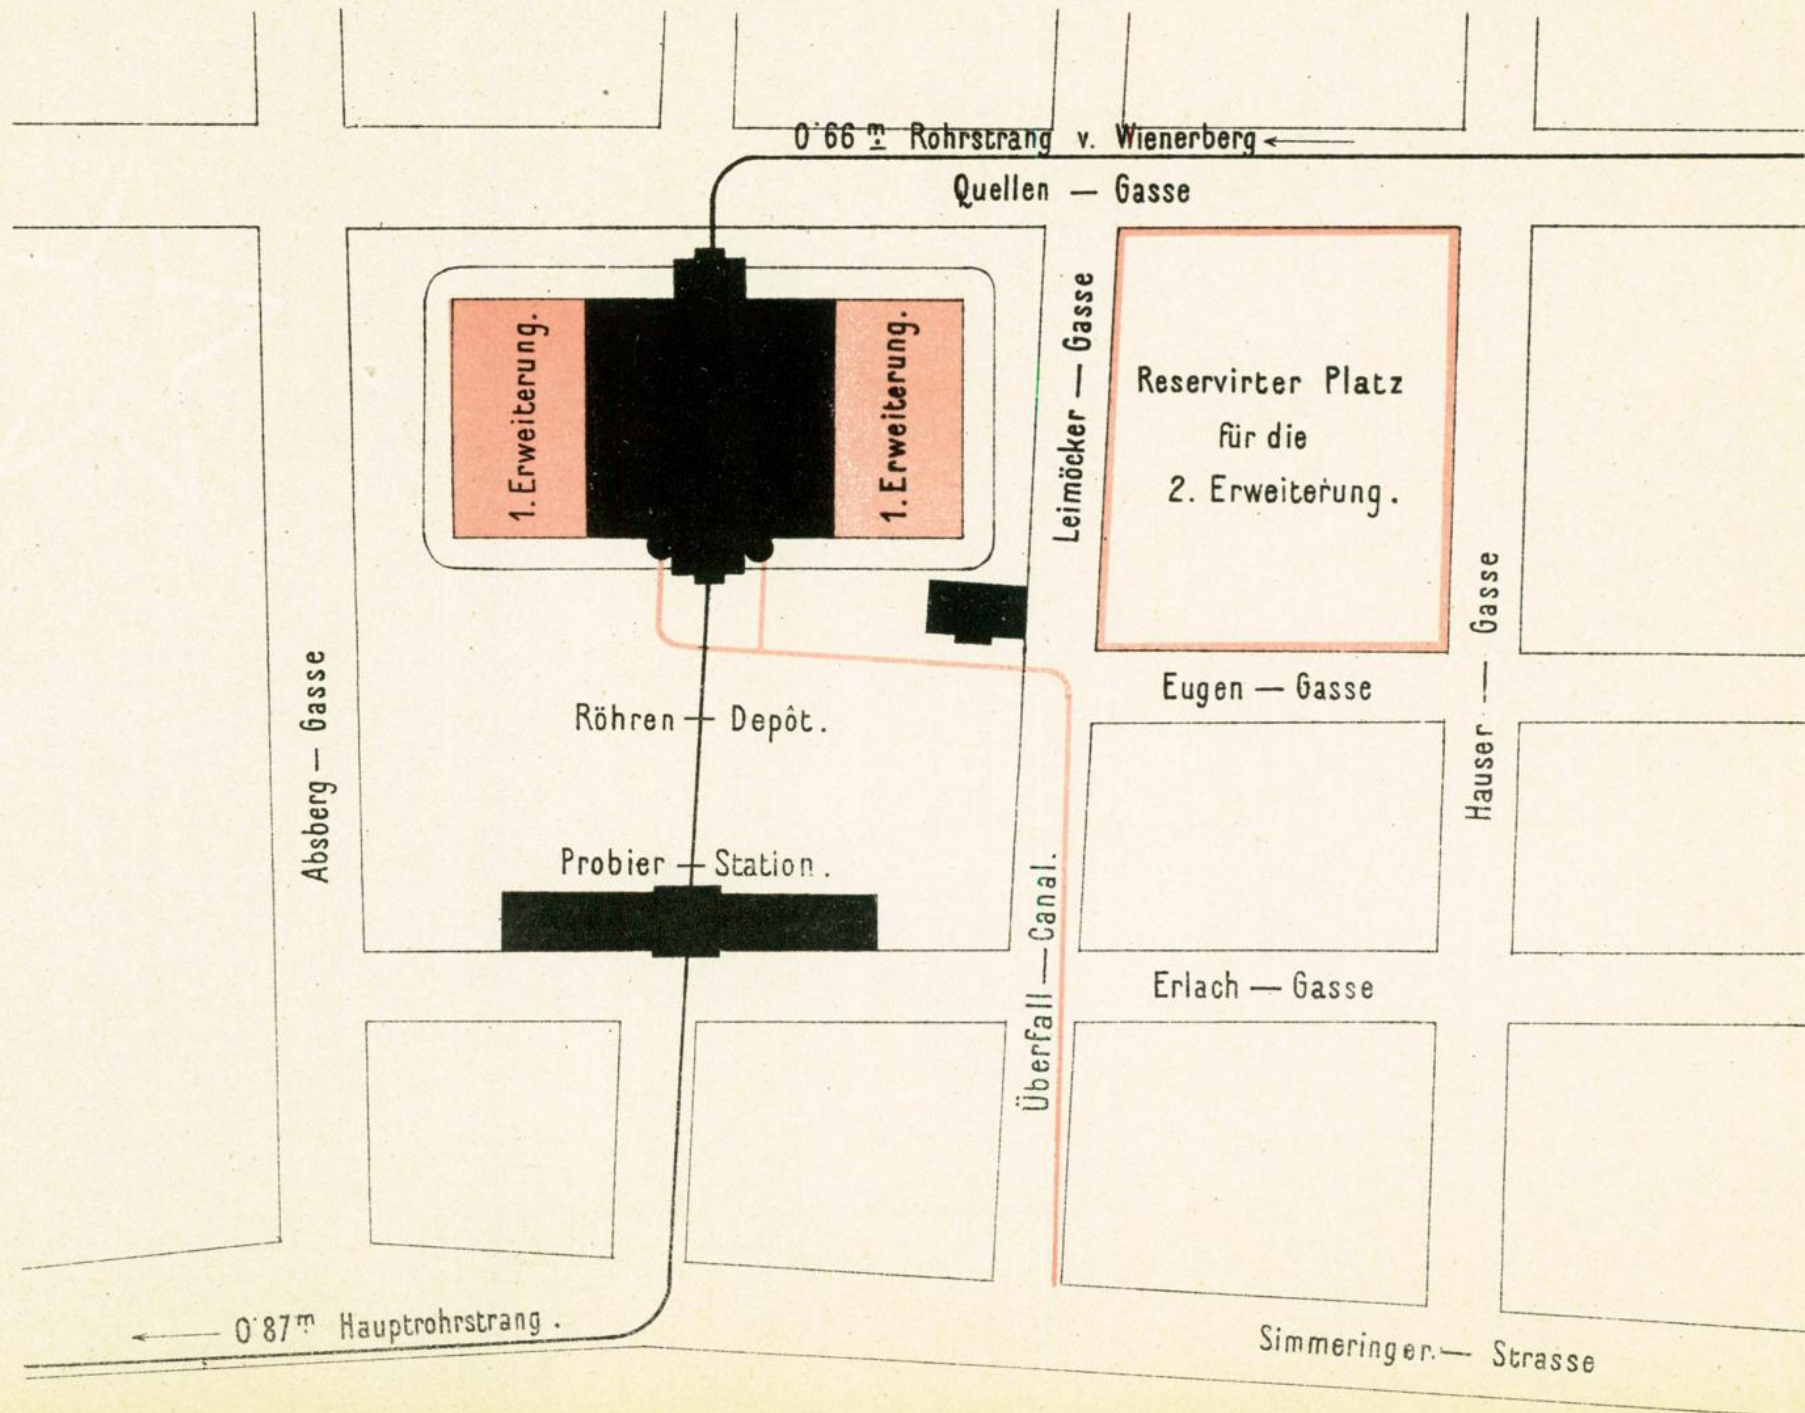 0·66 m Rohrstrang v. Wienerberg
Quellen — Gasse
1. Erweiterung.
1. Erweiterung.
Leimöcker — Gasse
Reservirter Platz
für die
2. Erweiterung.
Hauser — Gasse
Absberg — Gasse
Röhren — Depôt.
Eugen — Gasse
Probier — Station.
Überfall — Canal.
Erlach — Gasse
0·87 m Hauptrohrstrang.
Simmeringer — Strasse